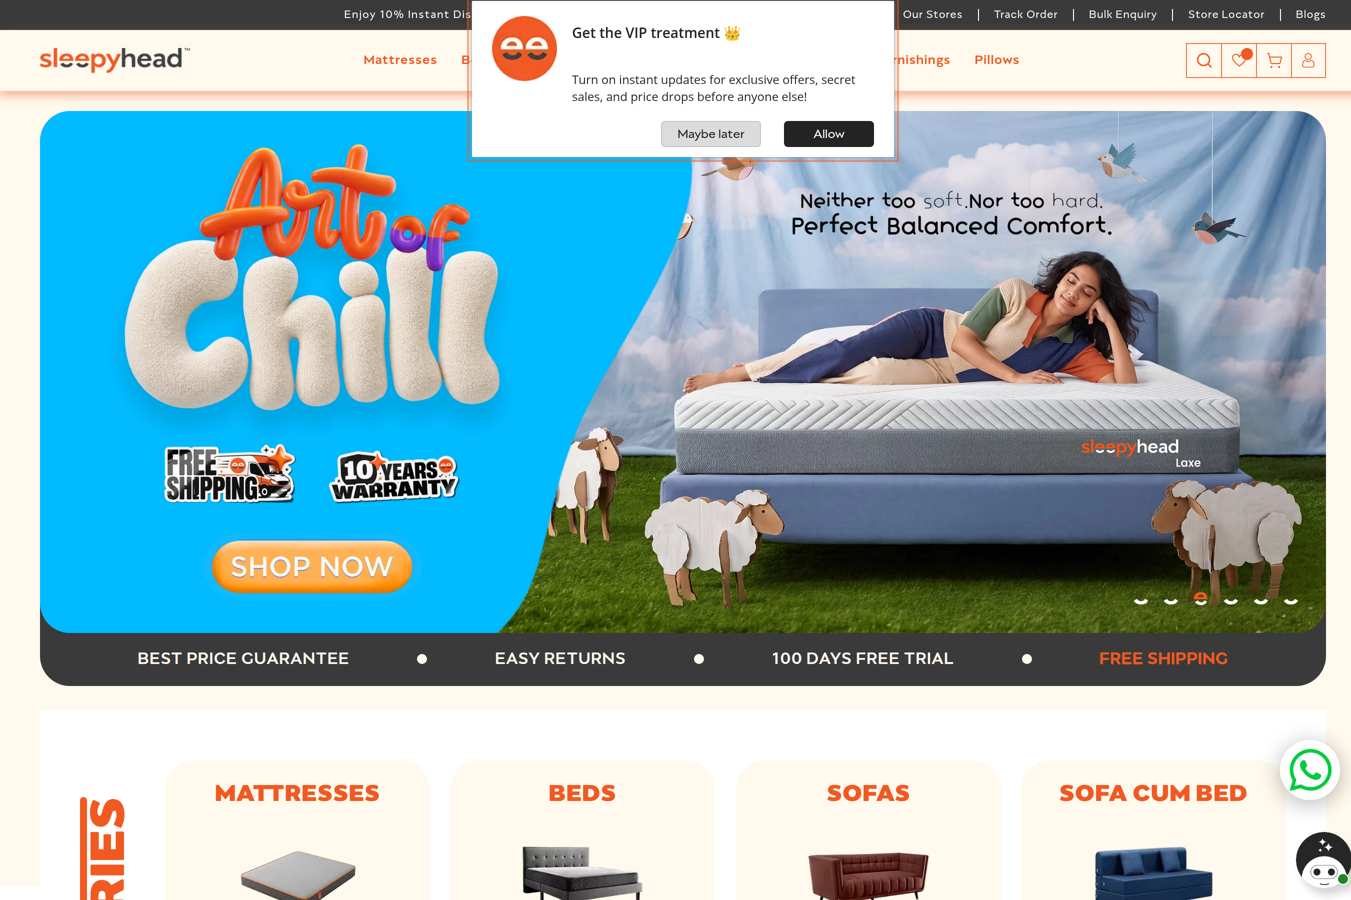 Enjoy 10% Instant Dis
Our Stores | Track Order | Bulk Enquiry | Store Locator | Blogs
Get the VIP treatment 👑
Turn on instant updates for exclusive offers, secret
sales, and price drops before anyone else!
Maybe later Allow
sleepyhead™
Mattresses
Pillows
Art of
Chill
FREE
SHIPPING
10 YEARS
WARRANTY
SHOP NOW
Neither too soft.Nor too hard.
Perfect Balanced Comfort.
sleepyhead
Laxe
BEST PRICE GUARANTEE
EASY RETURNS
100 DAYS FREE TRIAL
FREE SHIPPING
MATTRESSES
BEDS
SOFAS
SOFA CUM BED
RIES